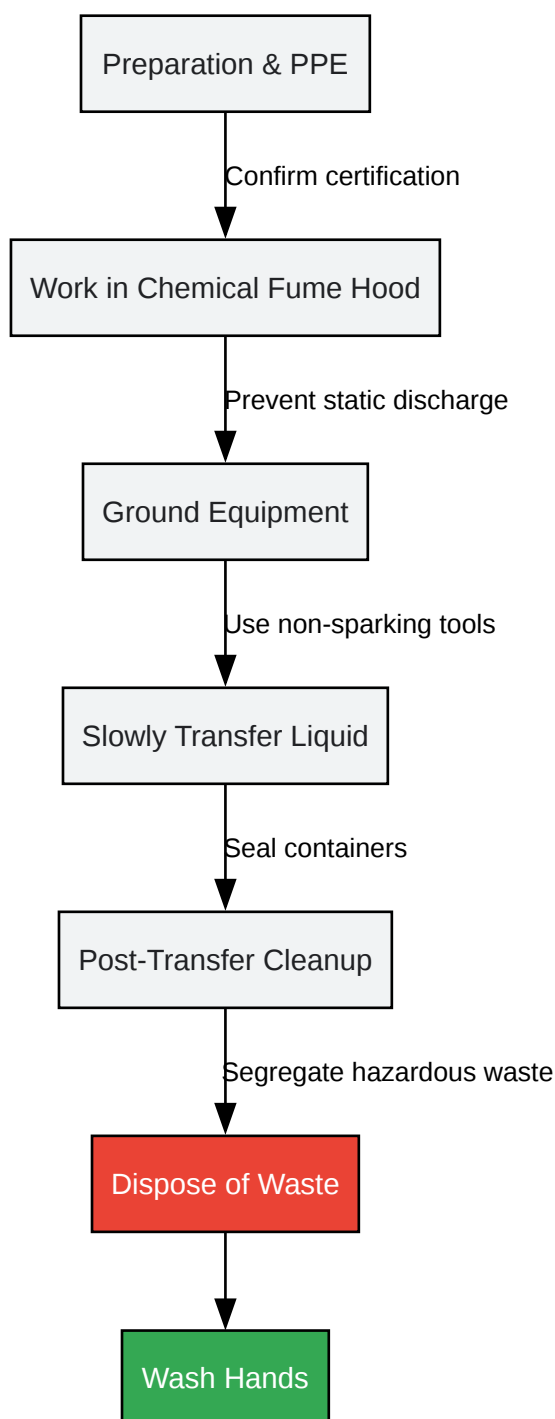 Preparation & PPE
Confirm certification
Work in Chemical Fume Hood
Prevent static discharge
Ground Equipment
Use non-sparking tools
Slowly Transfer Liquid
Seal containers
Post-Transfer Cleanup
Segregate hazardous waste
Dispose of Waste
Wash Hands